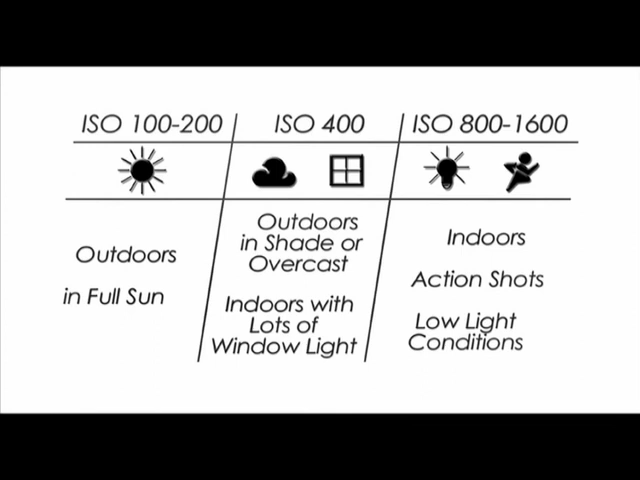 ISO 100-200
ISO 400
ISO 800-1600
Outdoors
in Full Sun
Outdoors
in Shade or
Overcast
Indoors with
Lots of
Window Light
Indoors
Action Shots
Low Light
Conditions